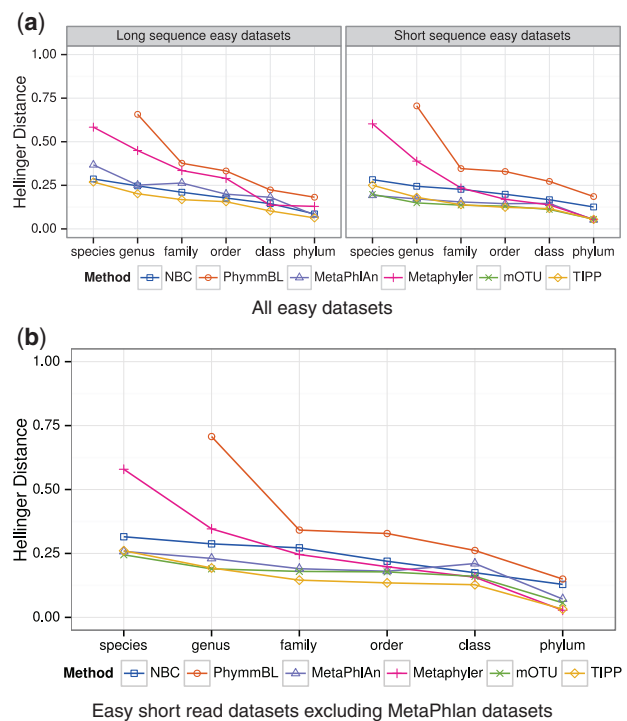 (a)
Long sequence easy datasets
Short sequence easy datasets
Hellinger Distance
1.00
0.75
0.50
0.25
0.00
species genus family order class phylum
species genus family order class phylum
Method NBC PhymmBL MetaPhlAn Metaphyler mOTU TIPP
All easy datasets
(b)
Hellinger Distance
1.00
0.75
0.50
0.25
0.00
species genus family order class phylum
Method NBC PhymmBL MetaPhlAn Metaphyler mOTU TIPP
Easy short read datasets excluding MetaPhlan datasets